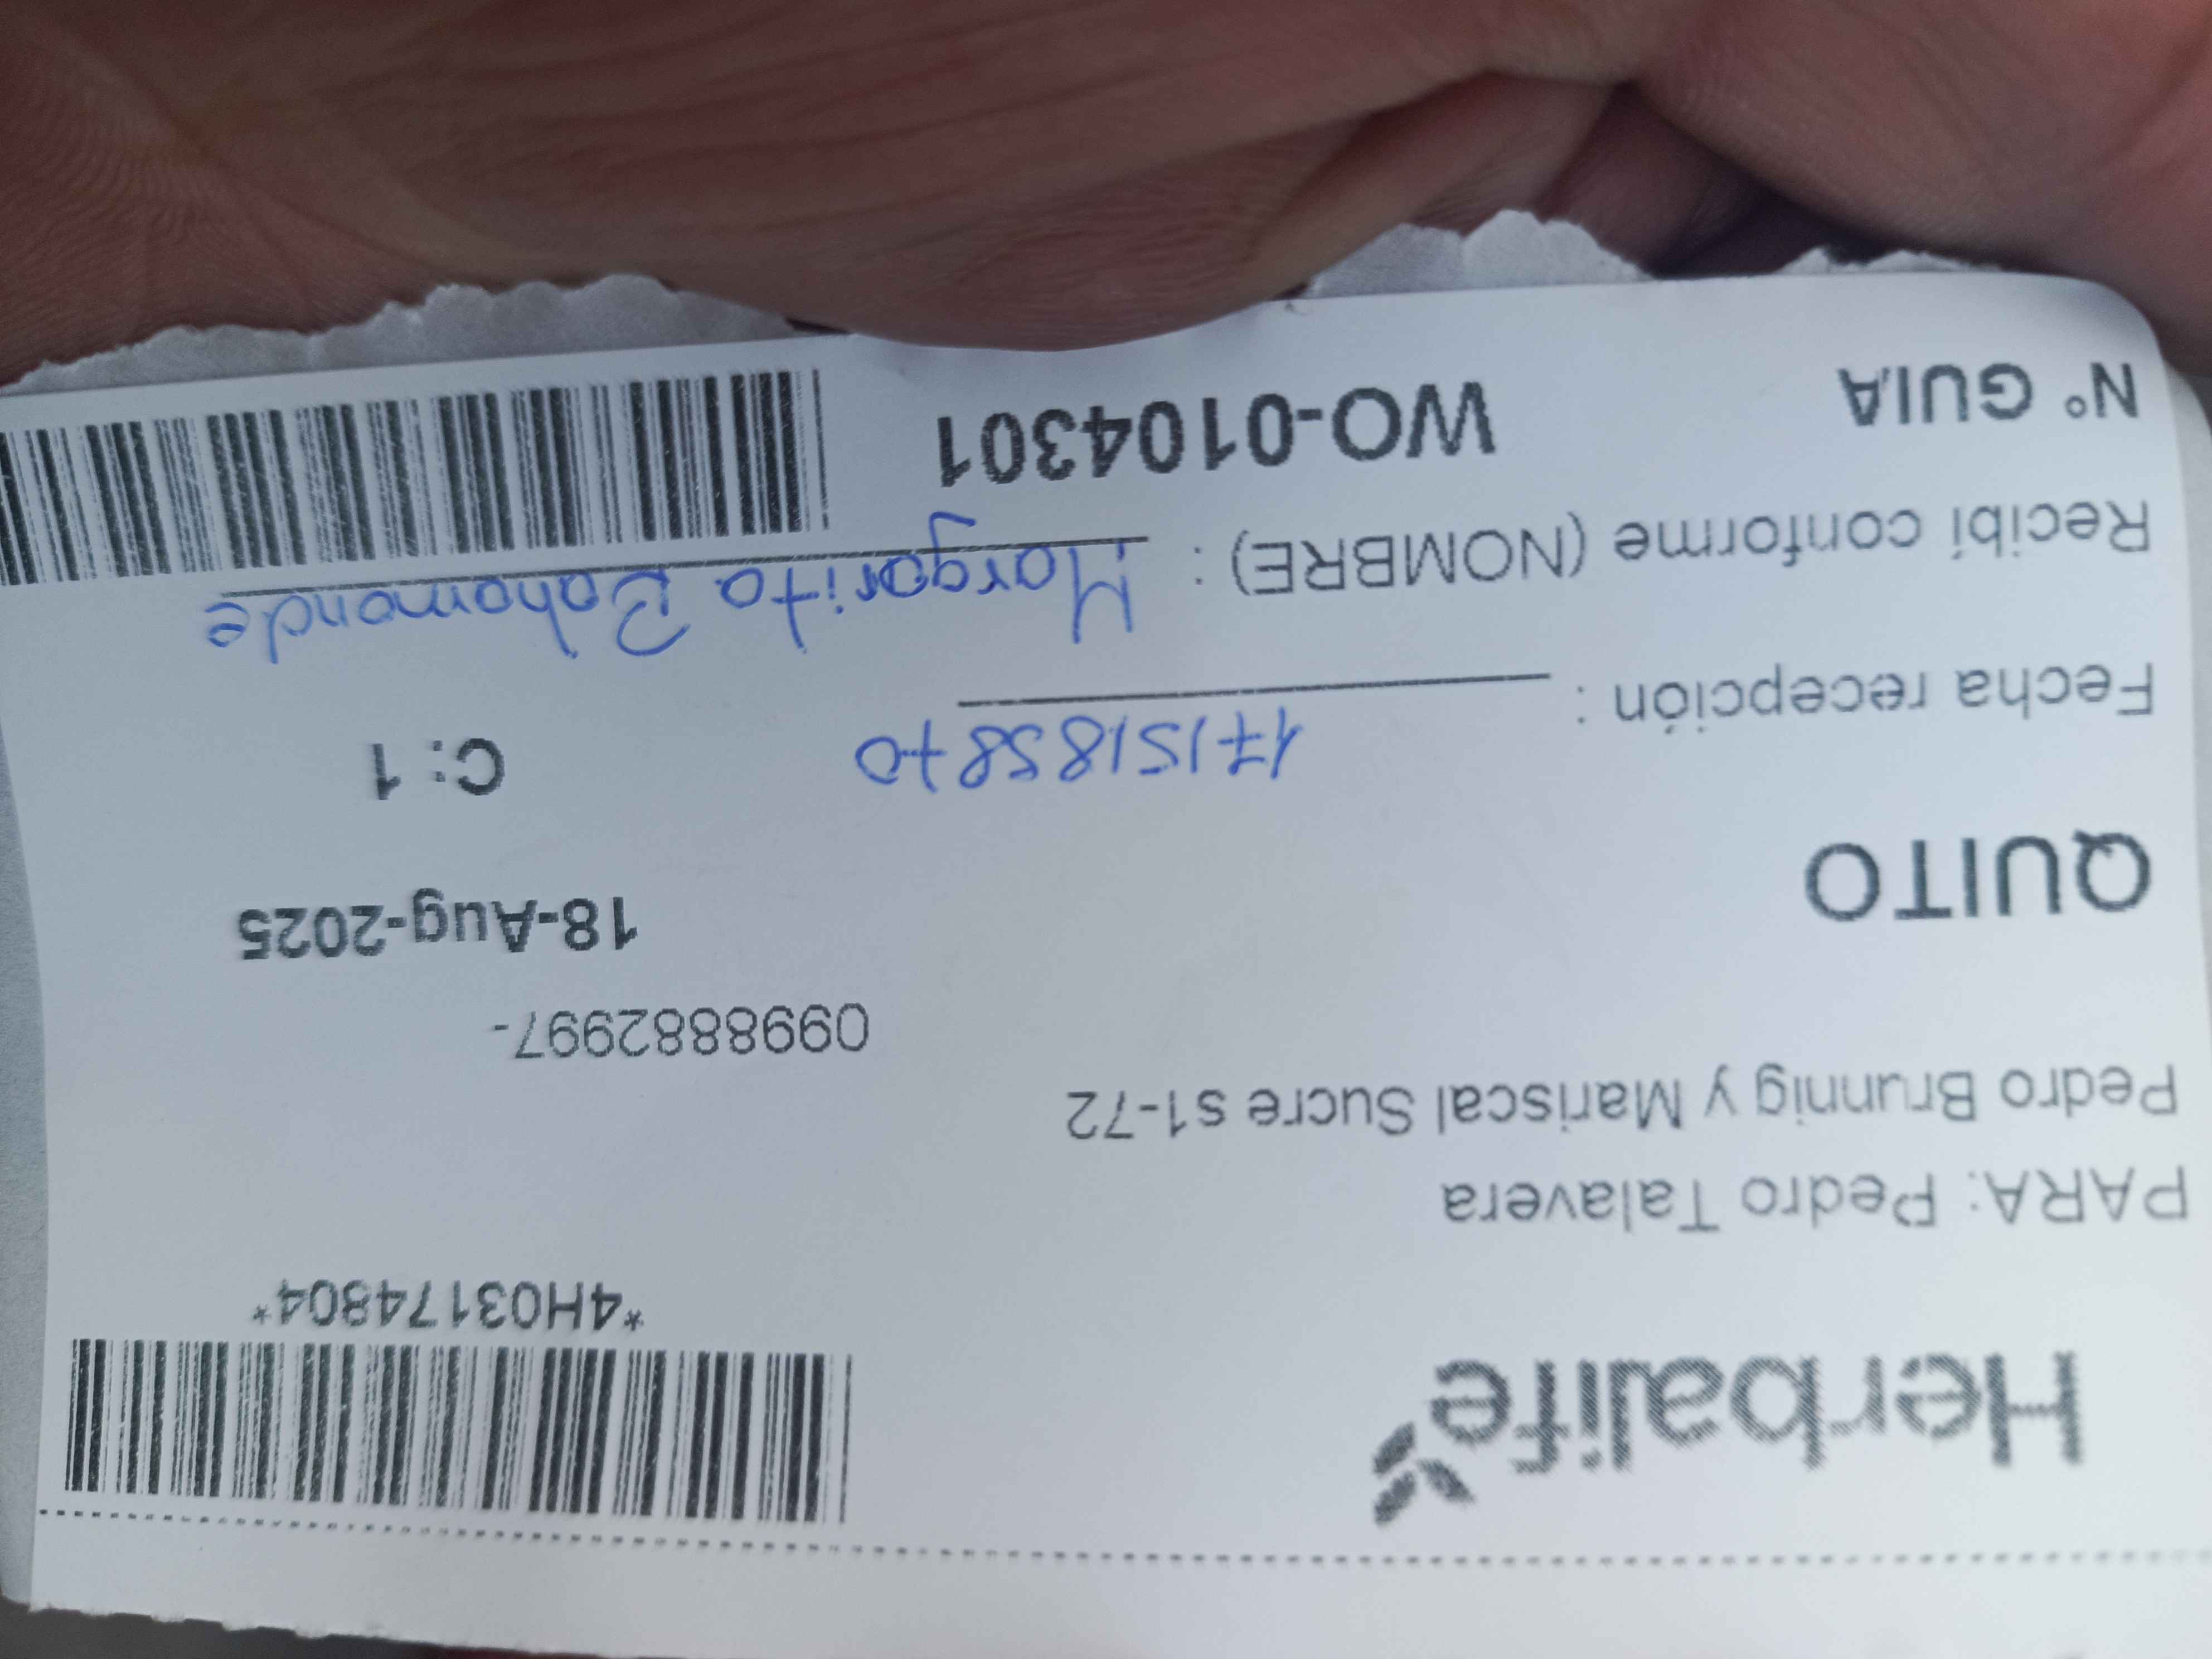 Herbalife
*4H03174804*
PARA: Pedro Talavera
Pedro Brunnig y Mariscal Sucre s1-72
0998882997-
QUITO
18-Aug-2025
1715185870
C: 1
Fecha recepción :
Recibí conforme (NOMBRE) : Margarita Bahamonde
N° GUIA WO-0104301